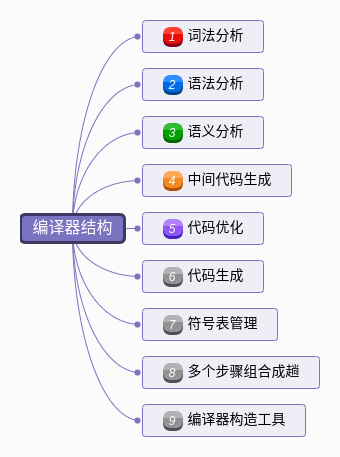 编译器结构
1 词法分析
2 语法分析
3 语义分析
4 中间代码生成
5 代码优化
6 代码生成
7 符号表管理
8 多个步骤组合成趟
9 编译器构造工具